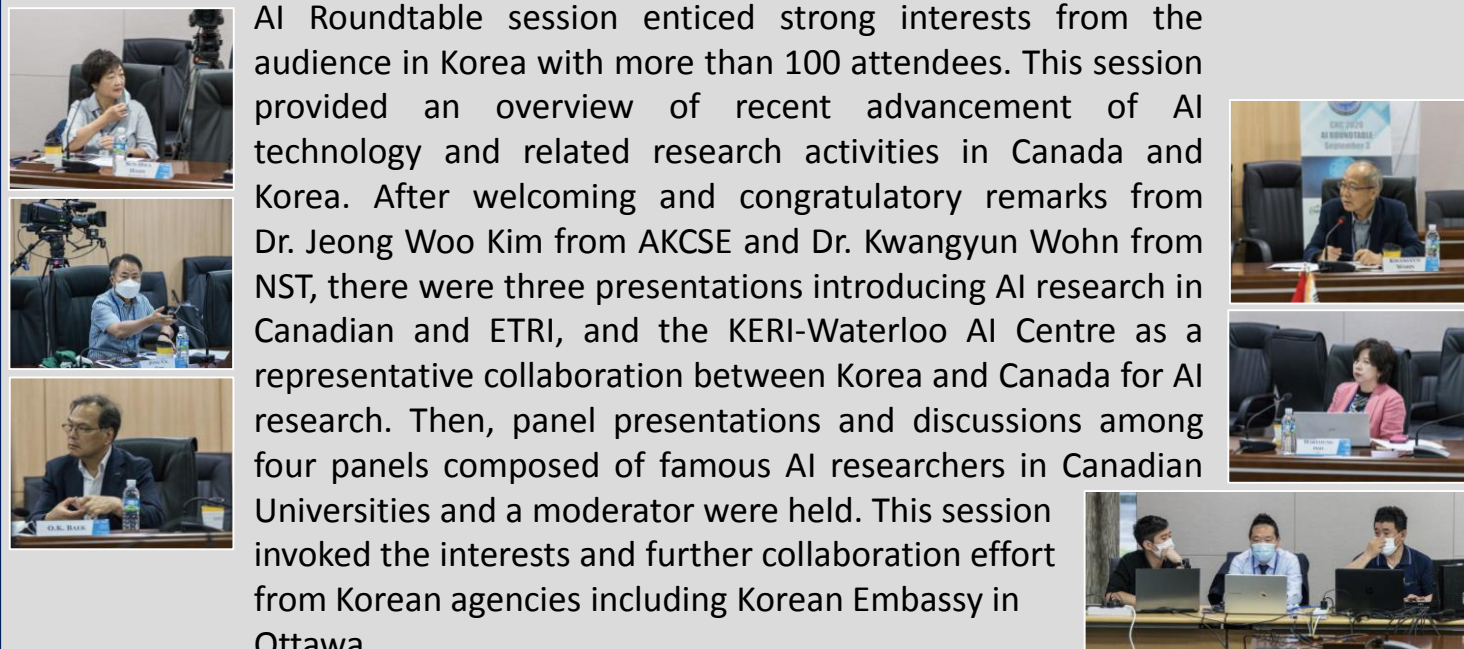 AI Roundtable session enticed strong interests from the
audience in Korea with more than 100 attendees. This session
provided an overview of recent advancement of AI
technology and related research activities in Canada and
Korea. After welcoming and congratulatory remarks from
Dr. Jeong Woo Kim from AKCSE and Dr. Kwangyun Wohn from
NST, there were three presentations introducing AI research in
Canadian and ETRI, and the KERI-Waterloo AI Centre as a
representative collaboration between Korea and Canada for AI
research. Then, panel presentations and discussions among
four panels composed of famous AI researchers in Canadian
Universities and a moderator were held. This session
invoked the interests and further collaboration effort
from Korean agencies including Korean Embassy in
Ottawa
O.K. BAEK
AI ROUNDTABLE
September 3
KWANGYUN
WOHN